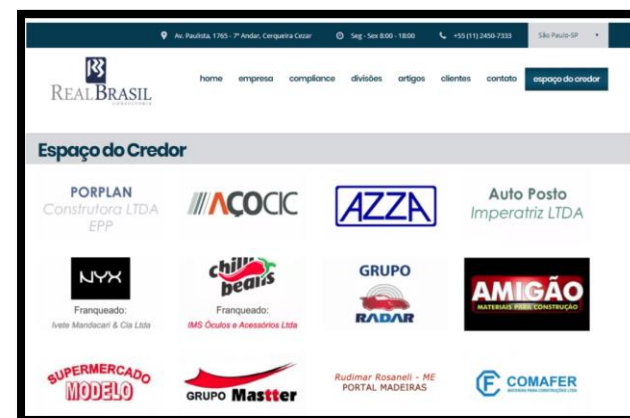 Av. Paulista, 1765 - 7º Andar, Cerqueira Cezar
Seg - Sex 8:00 - 18:00
+55 (11) 2450-7333
São Paulo-SP
REALBRASIL
CONSULTORIA
home empresa compliance divisões artigos clientes contato espaço do credor
Espaço do Credor
PORPLAN
Construtora LTDA
EPP
AÇOCIC
AZZA
Auto Posto
Imperatriz LTDA
NYX
Franqueado:
Ivete Mandacari & Cia Ltda
chilli beans
Franqueado:
IMS Óculos e Acessórios Ltda
GRUPO
RADAR
AMIGÃO
MATERIAIS PARA CONSTRUÇÃO
SUPERMERCADO
MODELO
GRUPO Mastter
Rudimar Rosaneli - ME
PORTAL MADEIRAS
COMAFER